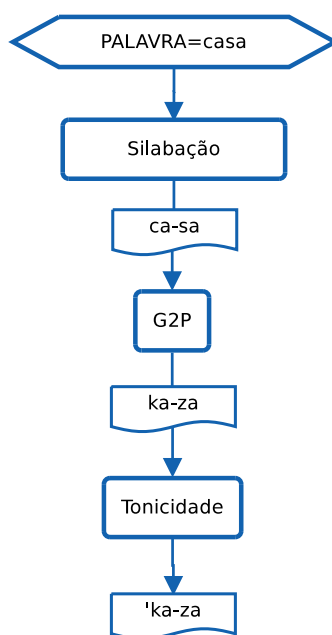 PALAVRA=casa
Silabação
ca-sa
G2P
ka-za
Tonicidade
'ka-za